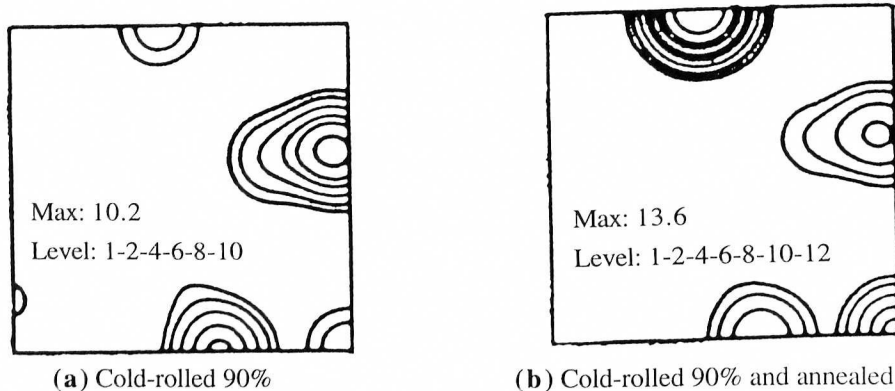 Max: 10.2
Level: 1-2-4-6-8-10
(a) Cold-rolled 90%
Max: 13.6
Level: 1-2-4-6-8-10-12
(b) Cold-rolled 90% and annealed